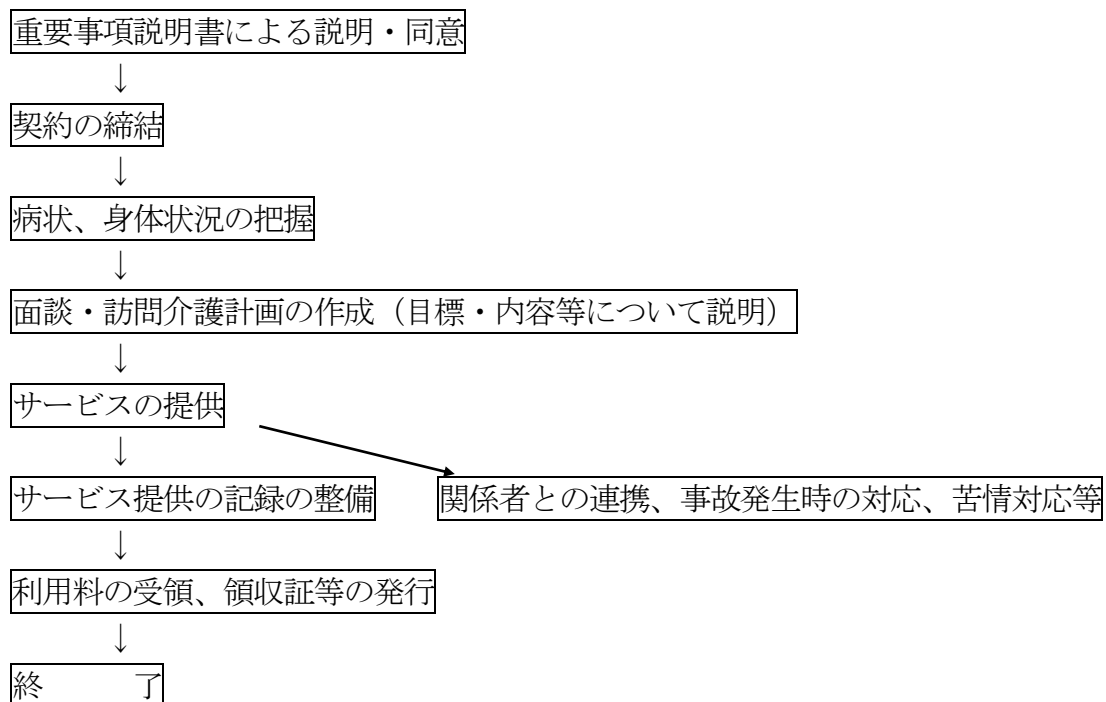 重要事項説明書による説明・同意
↓
契約の締結
↓
病状、身体状況の把握
↓
面談・訪問介護計画の作成（目標・内容等について説明）
↓
サービスの提供
↓
サービス提供の記録の整備　関係者との連携、事故発生時の対応、苦情対応等
↓
利用料の受領、領収証等の発行
↓
終　　　了